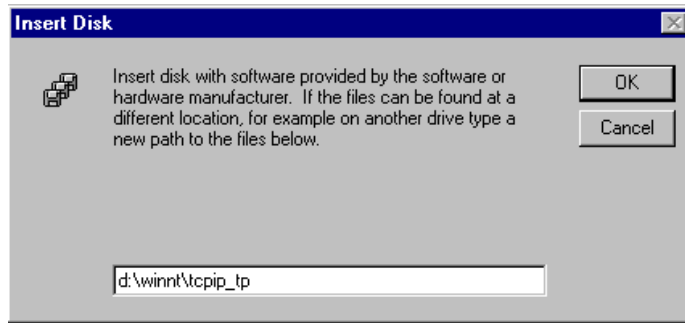 Insert Disk
Insert disk with software provided by the software or
hardware manufacturer.  If the files can be found at a
different location, for example on another drive type a
new path to the files below.
OK
Cancel
d:\winnt\tcpip_tp